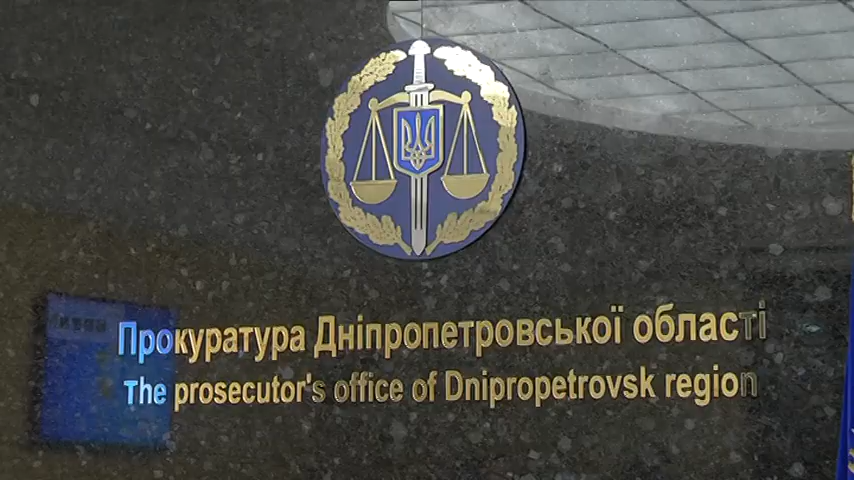 Прокуратура Дніпропетровської області
The prosecutor's office of Dnipropetrovsk region